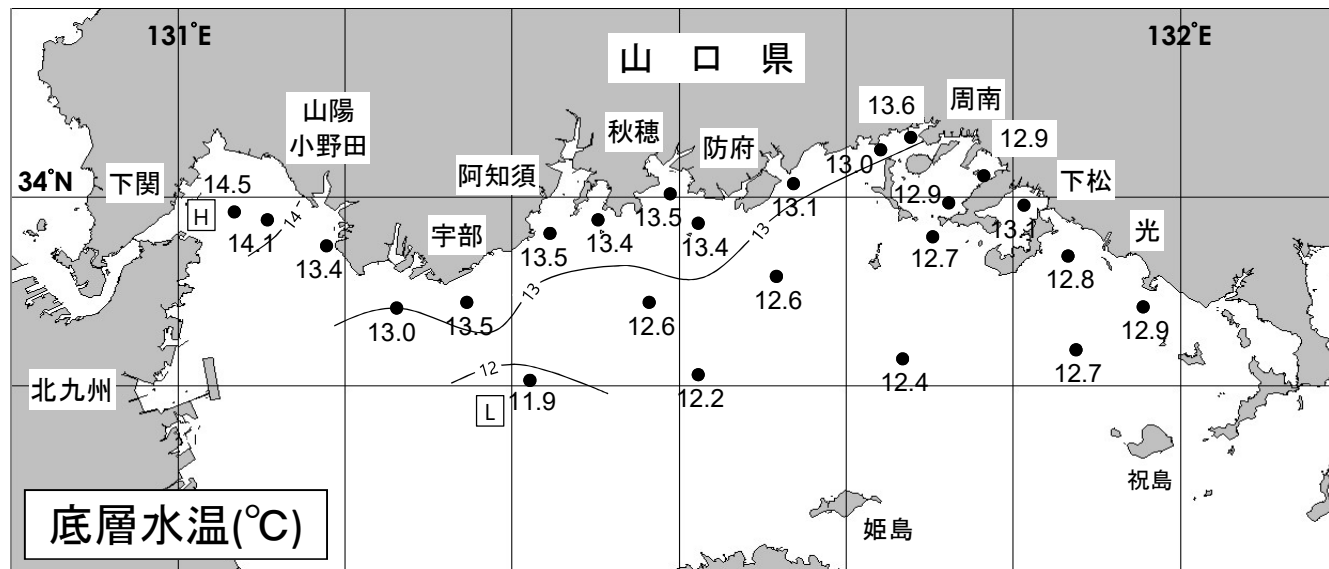 131°E
132°E
山口県
13.6
周南
山陽
小野田
秋穂
防府
12.9
13.0
阿知須
34°N
下関
14.5
下松
H
14
13.5
12.9
13.1
14.1
宇部
13.5
13.4
13.4
13
13.1
光
13.4
12.7
12.8
13
12.6
13.0
13.5
12.6
12.9
12
12.4
12.7
北九州
11.9
12.2
L
祝島
底層水温(℃)
姫島